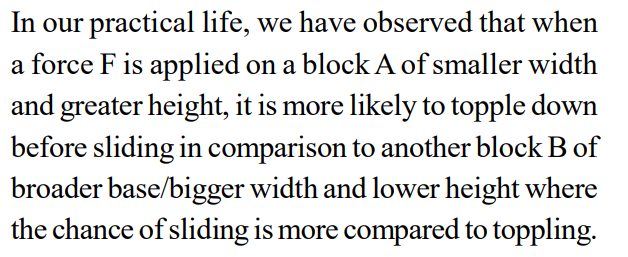 In our practical life, we have observed that when
a force F is applied on a block A of smaller width
and greater height, it is more likely to topple down
before sliding in comparison to another block B of
broader base/bigger width and lower height where
the chance of sliding is more compared to toppling.